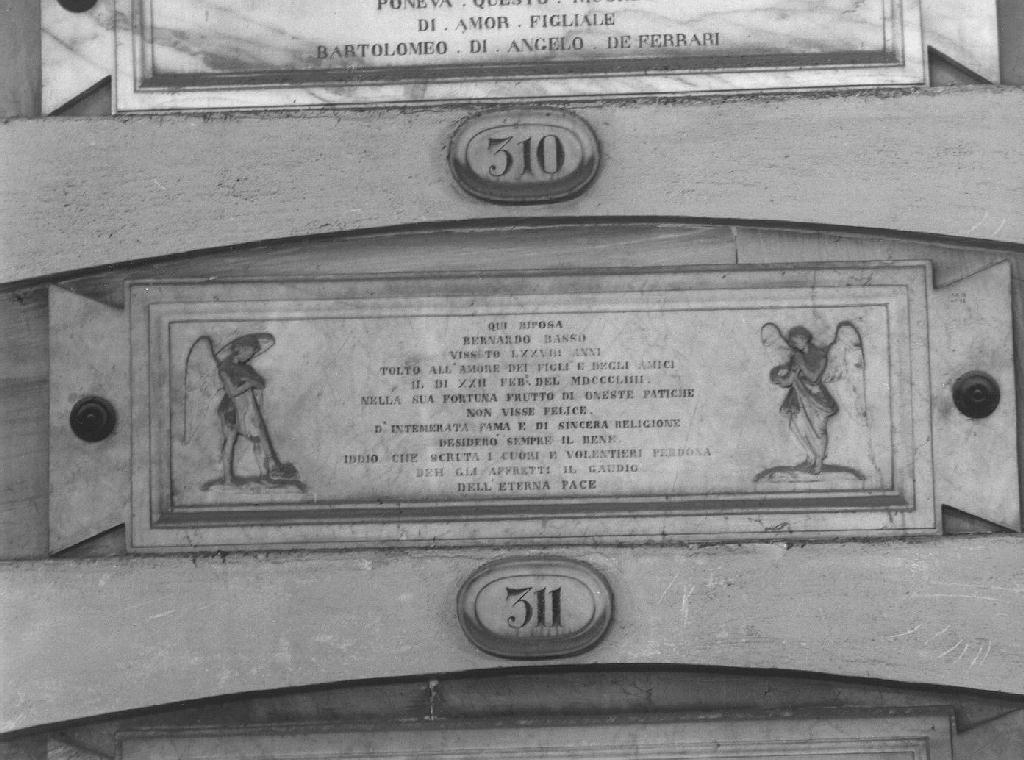 PONEVA . QUESTO
DI . AMOR . FIGLIALE
BARTOLOMEO . DI . ANGELO . DE FERRARI
310
QUI RIPOSA
BERNARDO BASSO
VISSUTO LXXVIII ANNI
TOLTO ALL'AMORE DEI FIGLI E DEGLI AMICI
IL DI XXII FEB. DEL MDCCCLIIII.
NELLA SUA FORTUNA FRUTTO DI ONESTE FATICHE
NON VISSE FELICE.
D'INTEMERATA FAMA E DI SINCERA RELIGIONE
DESIDERO' SEMPRE IL BENE.
IDDIO CHE SCRUTA I CUORI E VOLENTIERI PERDONA
DEH GLI AFFRETTI IL GAUDIO
DELL'ETERNA PACE
311